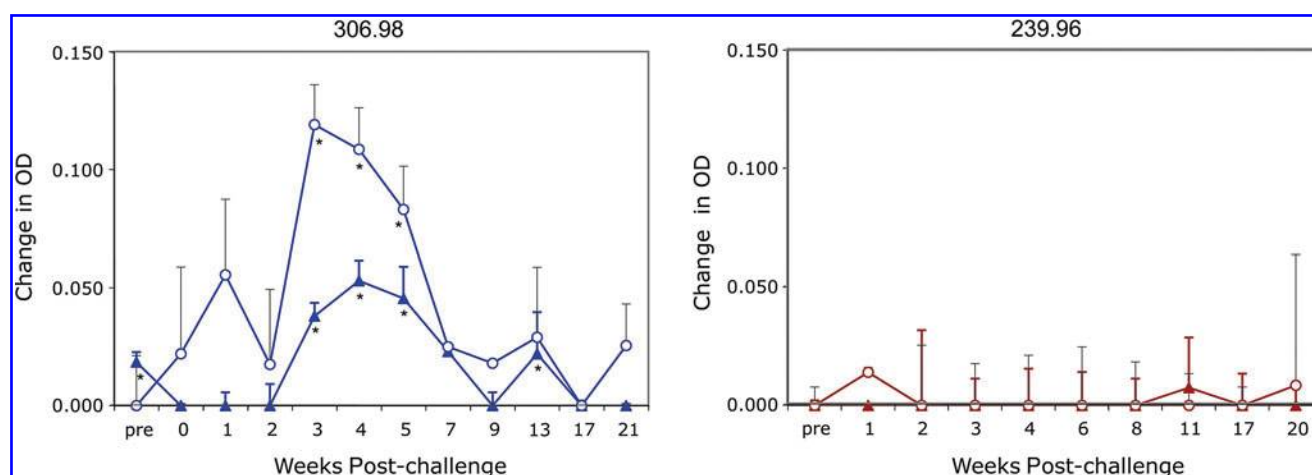 306.98
0.150
0.100
0.050
0.000
Change in OD
* * * * * * * *
pre 0 1 2 3 4 5 7 9 13 17 21
Weeks Post-challenge
239.96
0.150
0.100
0.050
0.000
Change in OD
pre 1 2 3 4 6 8 11 17 20
Weeks Post-challenge